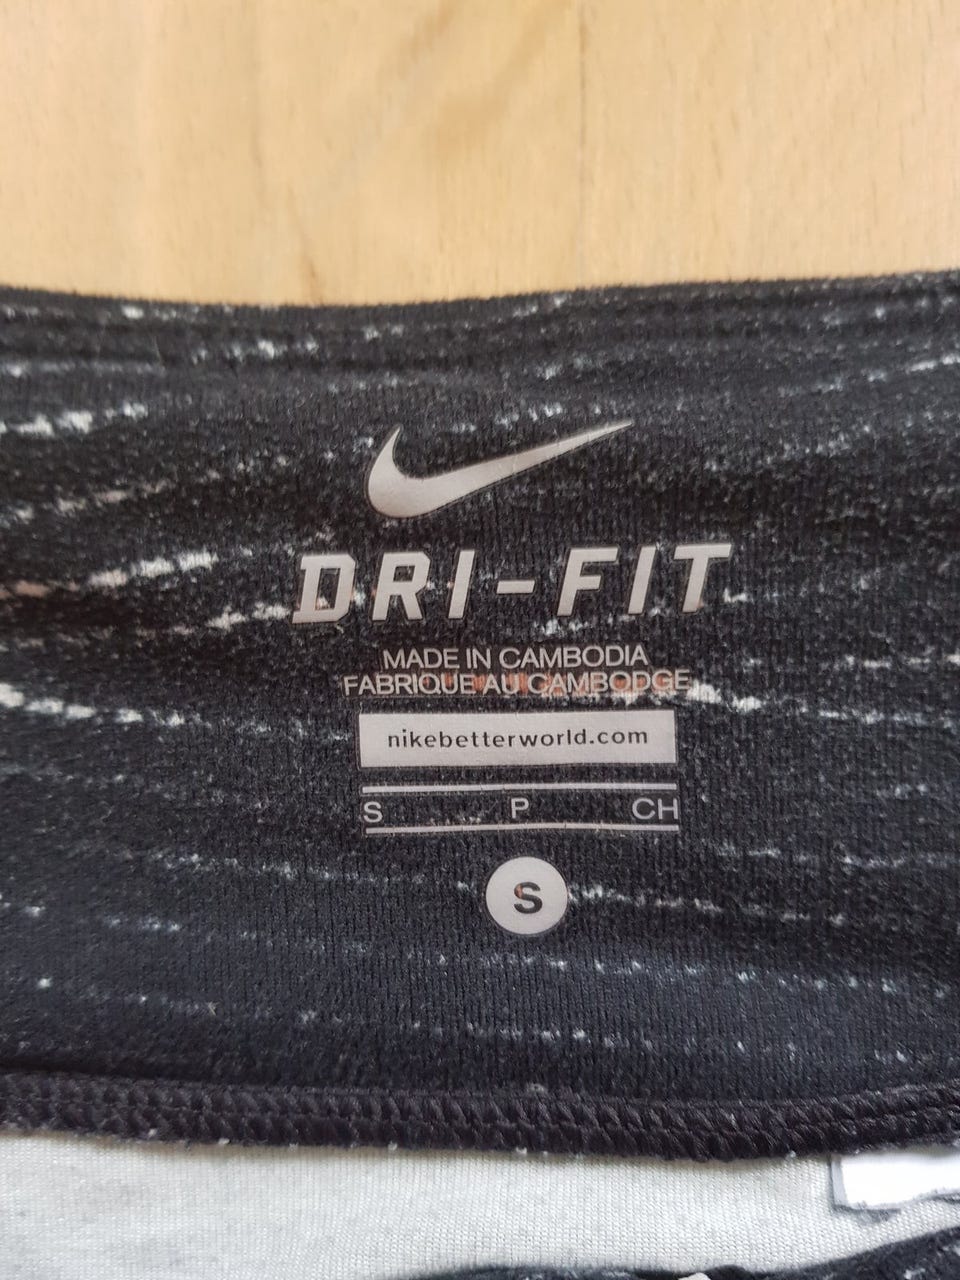 DRI-FIT
MADE IN CAMBODIA
FABRIQUE AU CAMBODGE
nikebetterworld.com
S P CH
S